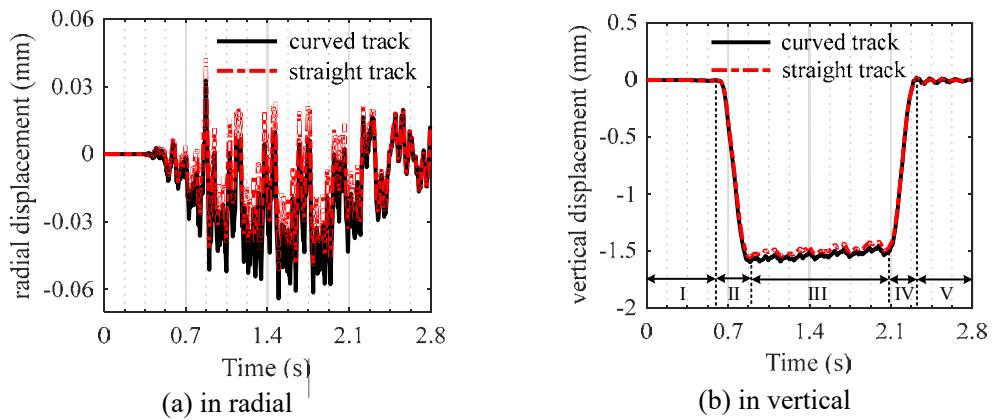 0.06
0.03
0
-0.03
-0.06
radial displacement (mm)
curved track
straight track
0 0.7 1.4 2.1 2.8
Time (s)
(a) in radial
0.5
0
-0.5
-1
-1.5
-2
vertical displacement (mm)
curved track
straight track
I II III IV V
0 0.7 1.4 2.1 2.8
Time (s)
(b) in vertical